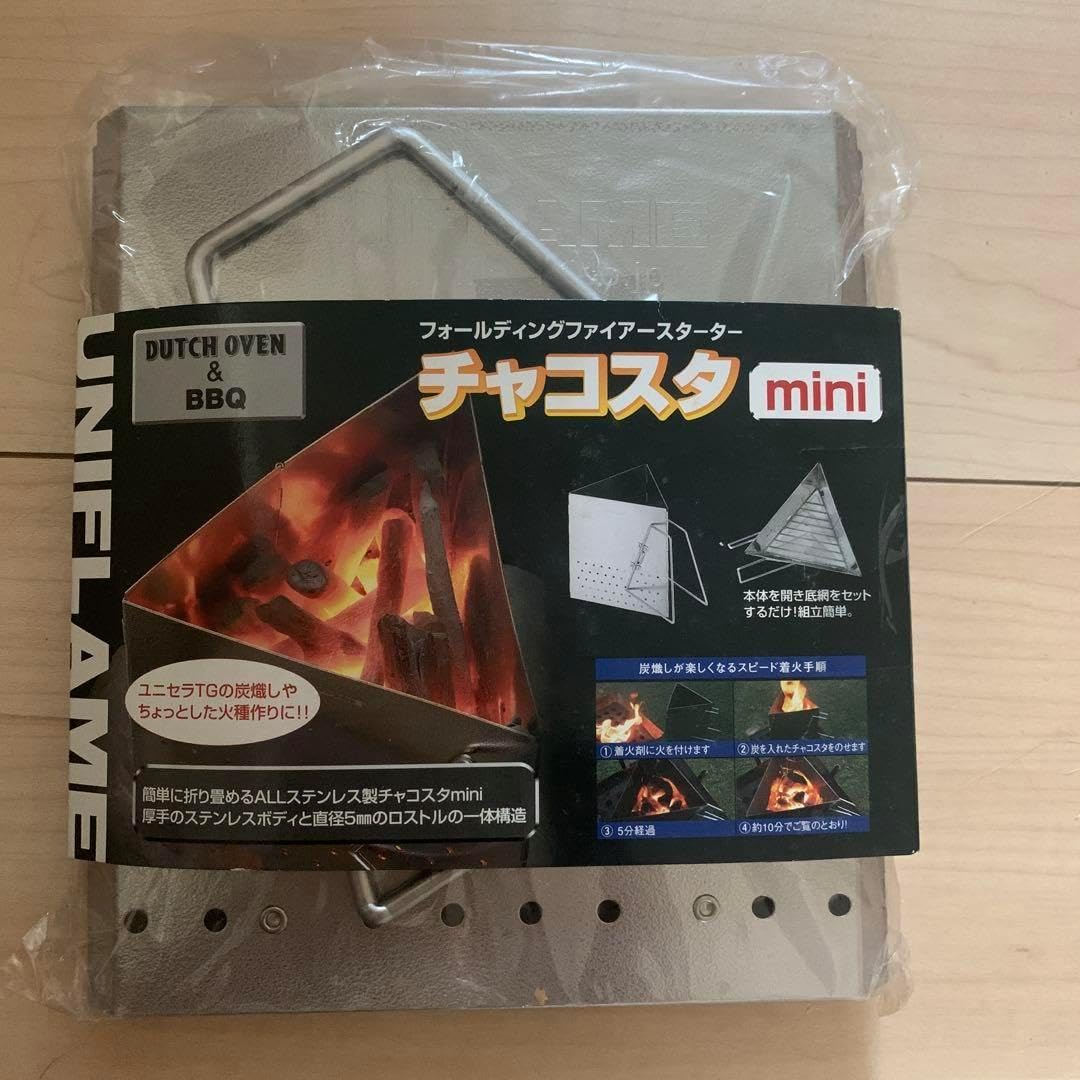 UNIFLAME
DUTCH OVEN
&
BBQ
フォールディングファイアースターター
チャコスタ mini
本体を開き底網をセット
するだけ!組立簡単。
ユニセラTGの炭熾しや
ちょっとした火種作りに!!
簡単に折り畳めるALLステンレス製チャコスタmini
厚手のステンレスボディと直径5㎜のロストルの一体構造
炭熾しが楽しくなるスピード着火手順
①着火剤に火を付けます
②炭を入れたチャコスタをのせます
③5分経過
④約10分でご覧のとおり!